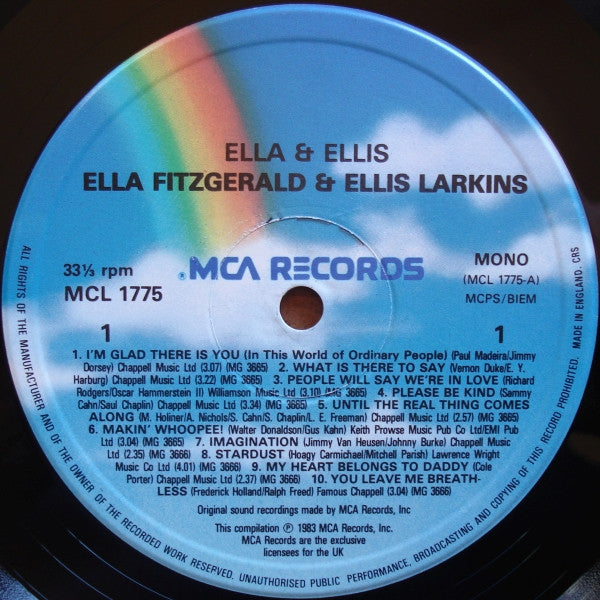 ELLA & ELLIS
ELLA FITZGERALD & ELLIS LARKINS
MCA RECORDS
33⅓ rpm
MCL 1775
MONO
(MCL 1775-A)
MCPS/BIEM
1
1
1. I'M GLAD THERE IS YOU (In This World of Ordinary People) (Paul Madeira/Jimmy
Dorsey) Chappell Music Ltd (3.07) (MG 3665) 2. WHAT IS THERE TO SAY (Vernon Duke/E. Y.
Harburg) Chappell Music Ltd (3.22) (MG 3665) 3. PEOPLE WILL SAY WE'RE IN LOVE (Richard
Rodgers/Oscar Hammerstein II) Williamson Music Ltd (3.10) (MG 3665) 4. PLEASE BE KIND (Sammy
Cahn/Saul Chaplin) Chappell Music Ltd (3.34) (MG 3665) 5. UNTIL THE REAL THING COMES
ALONG (M. Holiner/A. Nichols/S. Cahn/S. Chaplin/L. E. Freeman) Chappell Music Ltd (2.57) (MG 3665)
6. MAKIN' WHOOPEE! (Walter Donaldson/Gus Kahn) Keith Prowse Music Pub Co Ltd/EMI Pub
Ltd (3.04) (MG 3665) 7. IMAGINATION (Jimmy Van Heusen/Johnny Burke) Chappell Music Ltd
(2.35) (MG 3666) 8. STARDUST (Hoagy Carmichael/Mitchell Parish) Lawrence Wright
Music Co Ltd (4.01) (MG 3666) 9. MY HEART BELONGS TO DADDY (Cole
Porter) Chappell Music Ltd (2.37) (MG 3666) 10. YOU LEAVE ME BREATH-
LESS (Frederick Holland/Ralph Freed) Famous Chappell (3.04) (MG 3666)
Original sound recordings made by MCA Records, Inc
This compilation ℗ 1983 MCA Records, Inc.
MCA Records are the exclusive
licensees for the UK
ALL RIGHTS OF THE MANUFACTURER AND OF THE OWNER OF THE RECORDED WORK RESERVED. UNAUTHORISED PUBLIC PERFORMANCE, BROADCASTING AND COPYING OF THIS RECORD PROHIBITED. MADE IN ENGLAND. CRS